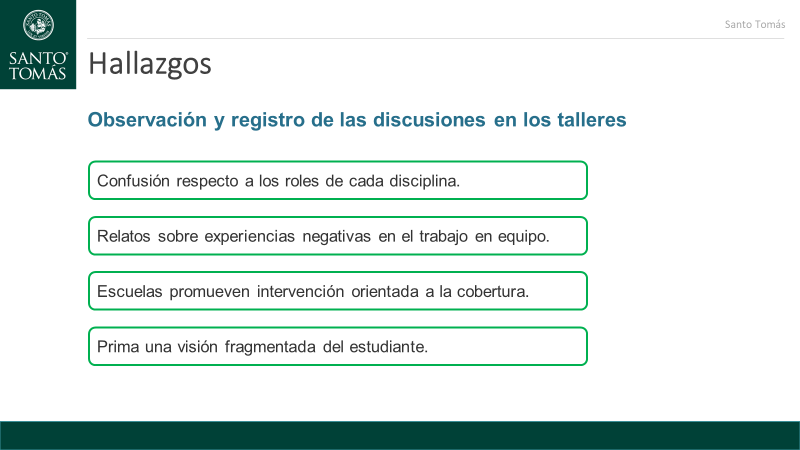 Santo Tomás
SANTO
TOMÁS
Hallazgos
Observación y registro de las discusiones en los talleres
Confusión respecto a los roles de cada disciplina.
Relatos sobre experiencias negativas en el trabajo en equipo.
Escuelas promueven intervención orientada a la cobertura.
Prima una visión fragmentada del estudiante.